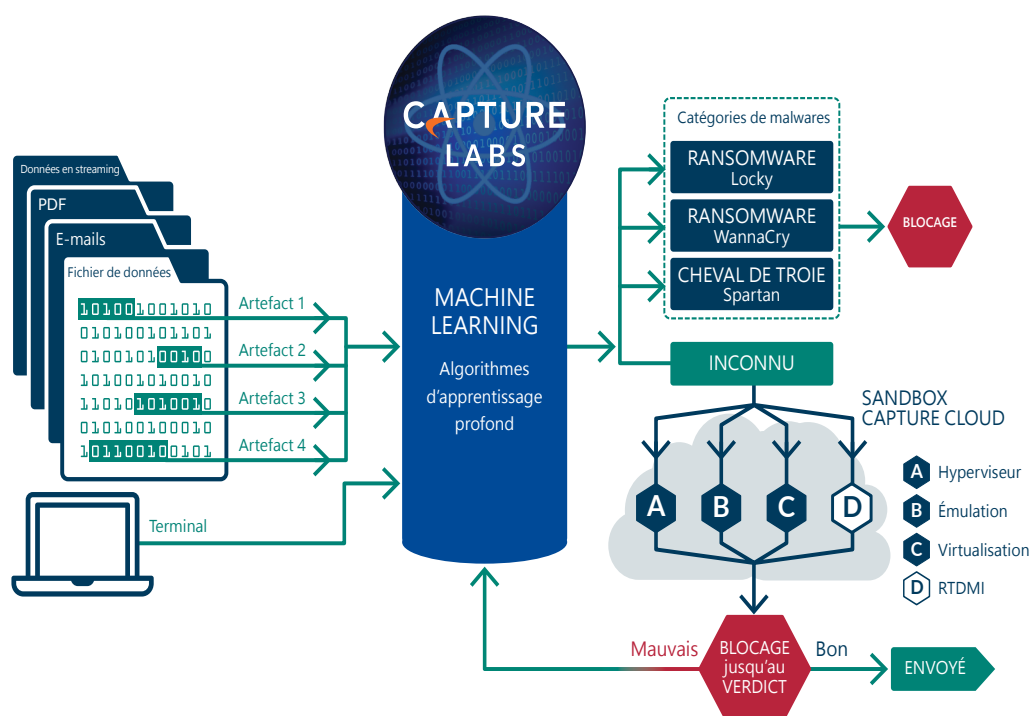 CAPTURE
LABS
Données en streaming
PDF
E-mails
Fichier de données
101001001010
010100101101
010010100100
101010010100
110101010010
010101000010
101100100101
Artefact 1
Artefact 2
Artefact 3
Artefact 4
Terminal
MACHINE
LEARNING
Algorithmes
d'apprentissage
profond
Catégories de malwares
RANSOMWARE
Locky
RANSOMWARE
WannaCry
CHEVAL DE TROIE
Spartan
BLOCAGE
INCONNU
SANDBOX
CAPTURE CLOUD
A B C D
A Hyperviseur
B Émulation
C Virtualisation
D RTDMI
Mauvais
BLOCAGE
jusqu'au
VERDICT
Bon
ENVOYÉ